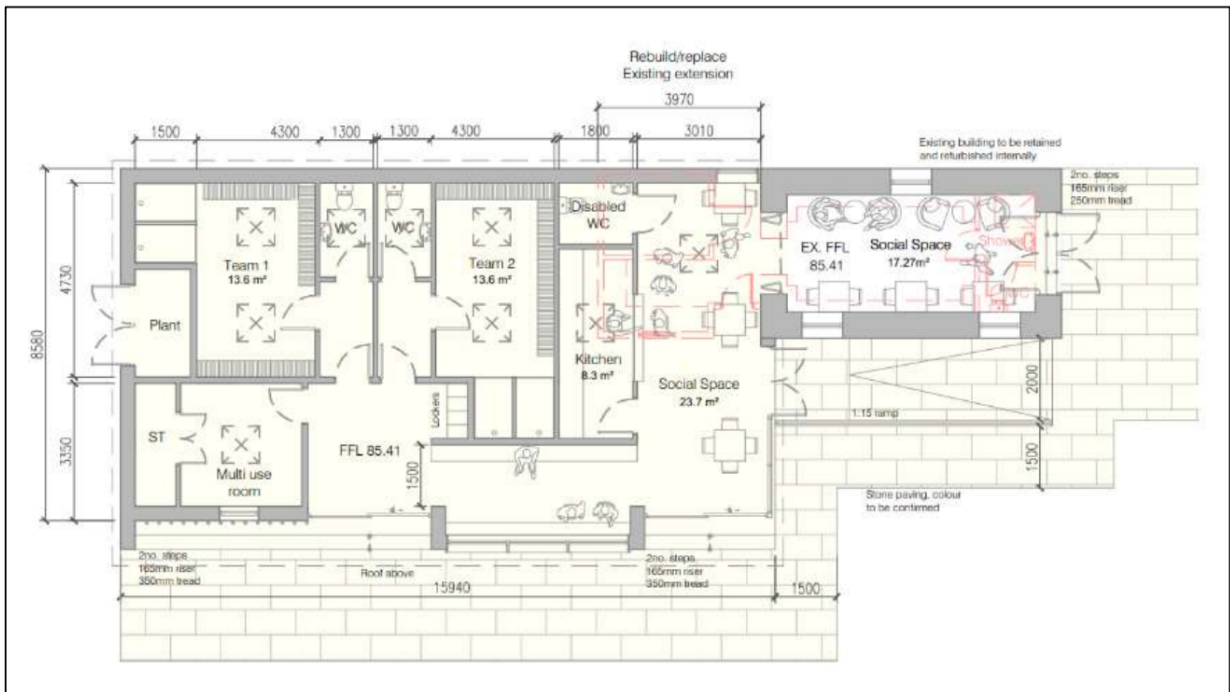 Rebuild/replace
Existing extension
3970
1500
4300
1300
1300
4300
1800
3010
Existing building to be retained
and refurbished internally
2no. steps
165mm riser
250mm tread
Disabled
WC
WC
WC
Team 1
13.6 m²
Team 2
13.6 m²
EX. FFL
85.41
Social Space
17.27m²
Shower
4730
8580
Plant
Kitchen
8.3 m²
Social Space
23.7 m²
2000
1:15 ramp
3350
ST
Multi use
room
FFL 85.41
Lockers
1500
1500
Stone paving, colour
to be confirmed
2no. steps
165mm riser
350mm tread
Roof above
2no. steps
165mm riser
350mm tread
15940
1500